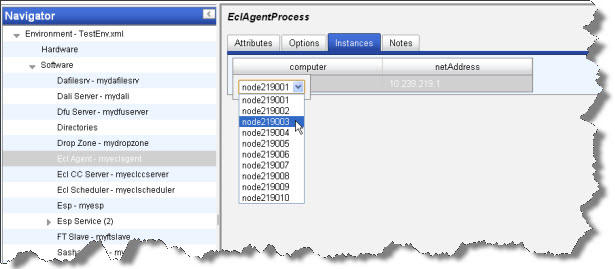 Navigator
Environment - TestEnv.xml
Hardware
Software
Dafilesrv - mydafilesrv
Dali Server - mydali
Dfu Server - mydfuserver
Directories
Drop Zone - mydropzone
Ecl Agent - myeclagent
Ecl CC Server - myeclccserver
Ecl Scheduler - myeclscheduler
Esp - myesp
Esp Service (2)
FT Slave - myftslave
EclAgentProcess
Attributes Options Instances Notes
computer netAddress
node219001 10.239.219.1
node219001
node219002
node219003
node219004
node219005
node219006
node219007
node219008
node219009
node219010